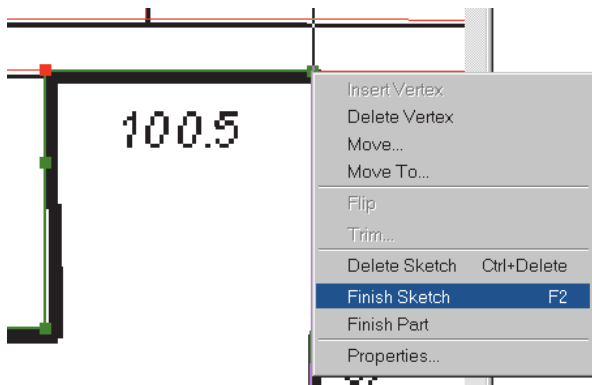 100.5
Insert Vertex
Delete Vertex
Move...
Move To...
Flip
Trim...
Delete Sketch Ctrl+Delete
Finish Sketch F2
Finish Part
Properties...